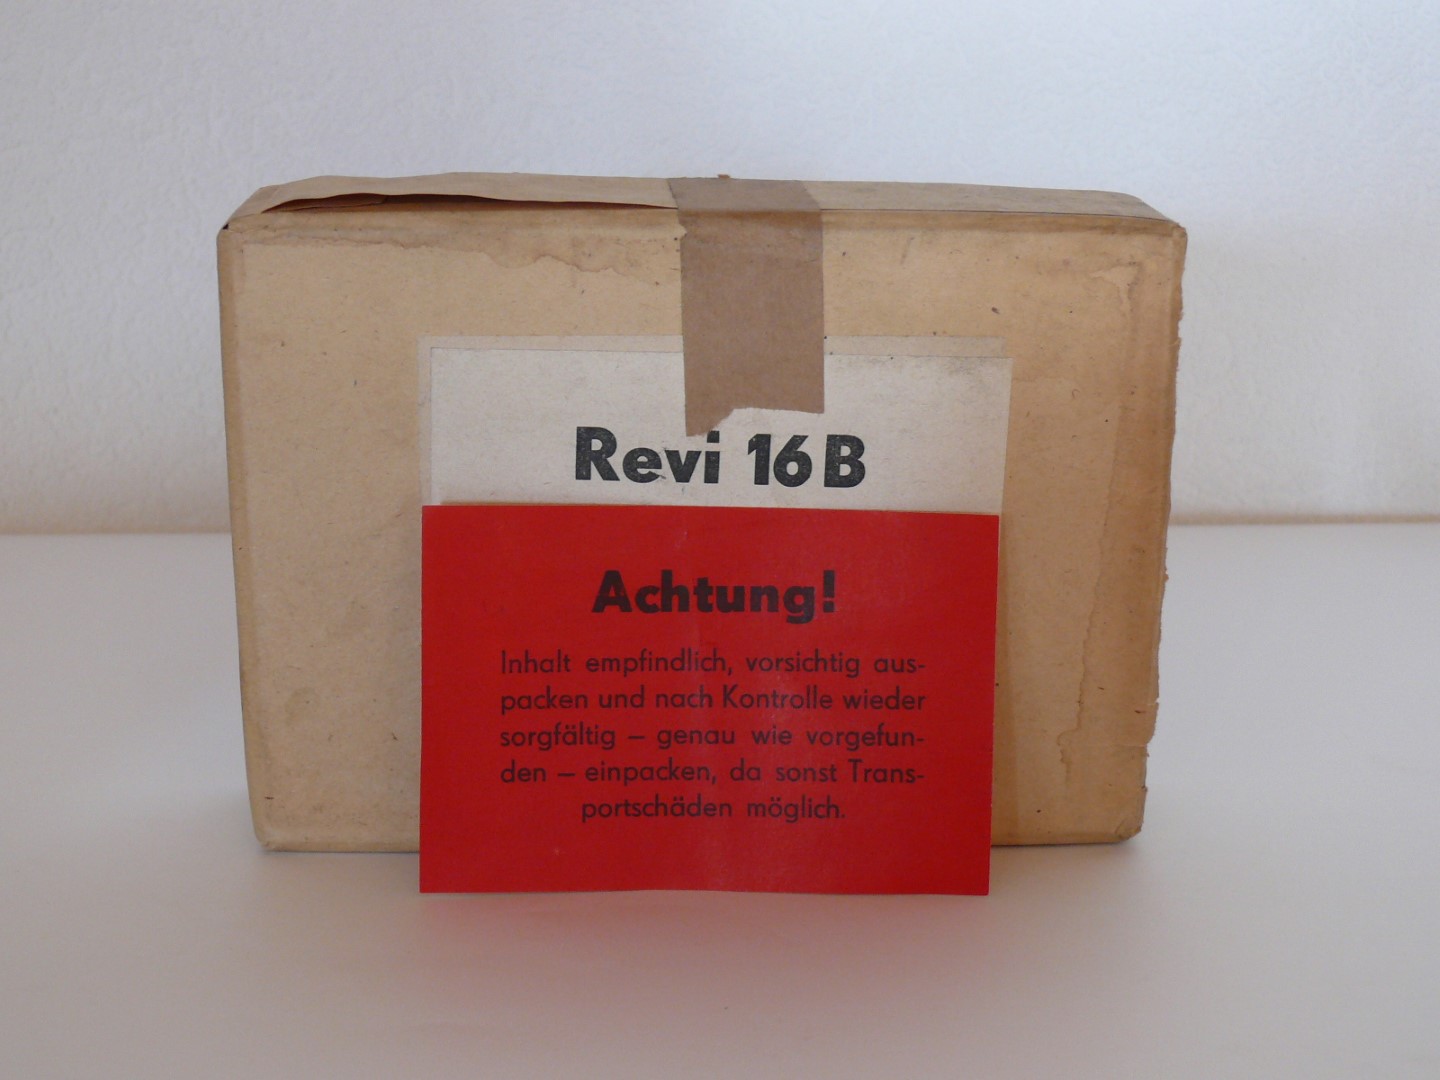 Revi 16B
Achtung!
Inhalt empfindlich, vorsichtig aus-
packen und nach Kontrolle wieder
sorgfältig – genau wie vorgefun-
den – einpacken, da sonst Trans-
portschäden möglich.